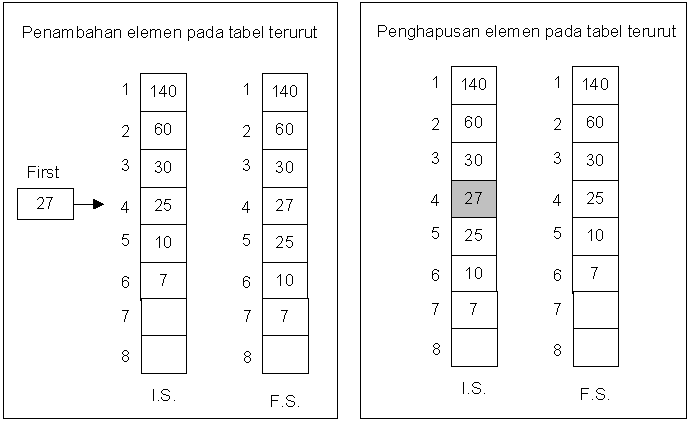 Penambahan elemen pada tabel terurut
1 140 1 140
2 60 2 60
3 30 3 30
First
27 4 25 4 27
5 10 5 25
6 7 6 10
7 7 7
8 8
I.S. F.S.
Penghapusan elemen pada tabel terurut
1 140 1 140
2 60 2 60
3 30 3 30
4 27 4 25
5 25 5 10
6 10 6 7
7 7 7
8 8
I.S. F.S.